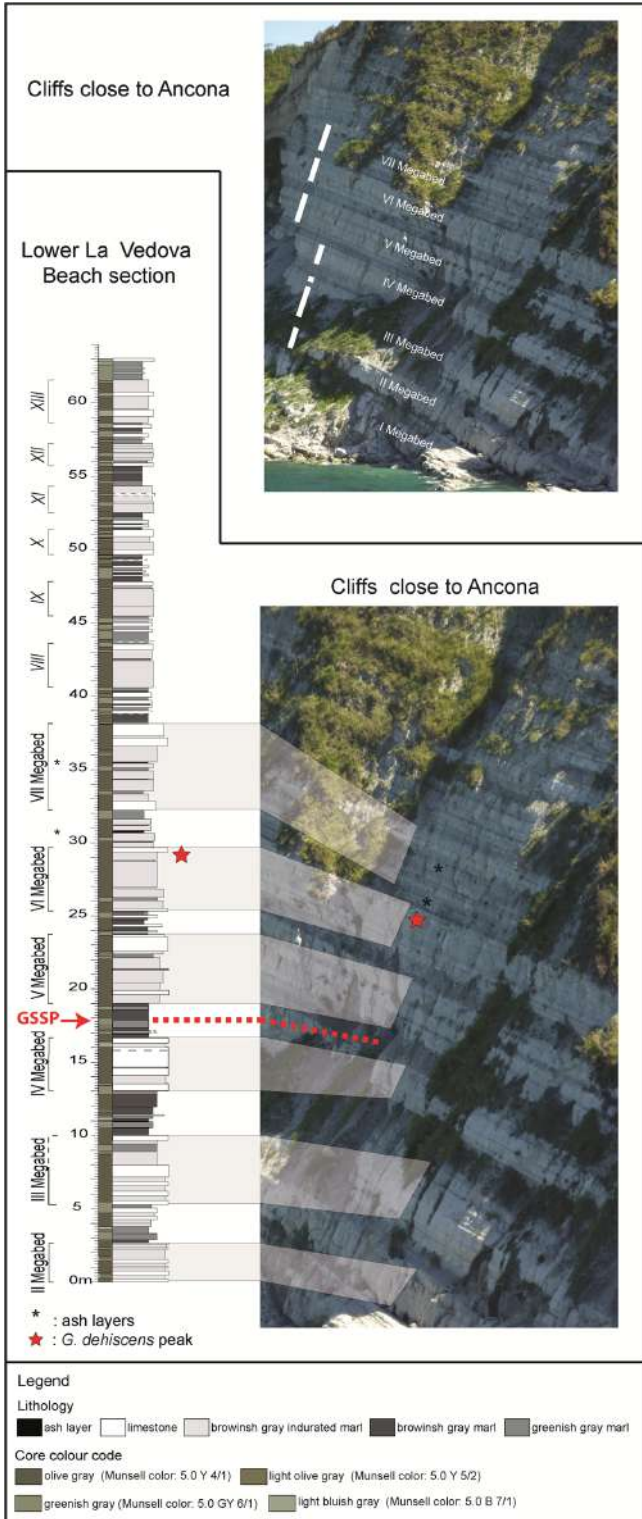 Cliffs close to Ancona
VII Megabed
VI Megabed
V Megabed
IV Megabed
III Megabed
II Megabed
I Megabed
Lower La Vedova
Beach section
Cliffs close to Ancona
XIII
XII
XI
X
IX
VIII
VII Megabed
VI Megabed
V Megabed
IV Megabed
III Megabed
II Megabed
60
55
50
45
40
35
30
25
20
15
10
5
0m
*
*
GSSP
*
*
* : ash layers
★ : G. dehiscens peak
Legend
Lithology
ash layer limestone browinsh gray indurated marl browinsh gray marl greenish gray marl
Core colour code
olive gray (Munsell color: 5.0 Y 4/1) light olive gray (Munsell color: 5.0 Y 5/2)
greenish gray (Munsell color: 5.0 GY 6/1) light bluish gray (Munsell color: 5.0 B 7/1)